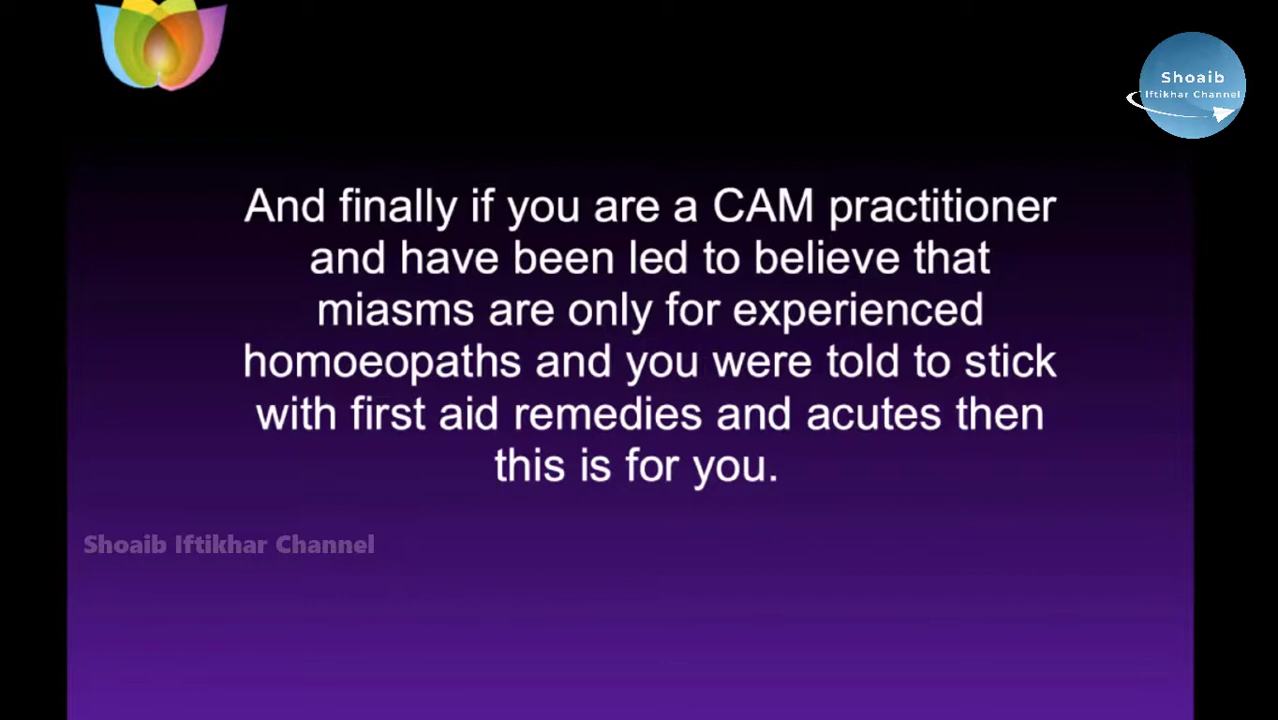 Shoaib
Iftikhar Channel
And finally if you are a CAM practitioner
and have been led to believe that
miasms are only for experienced
homoeopaths and you were told to stick
with first aid remedies and acutes then
this is for you.
Shoaib Iftikhar Channel